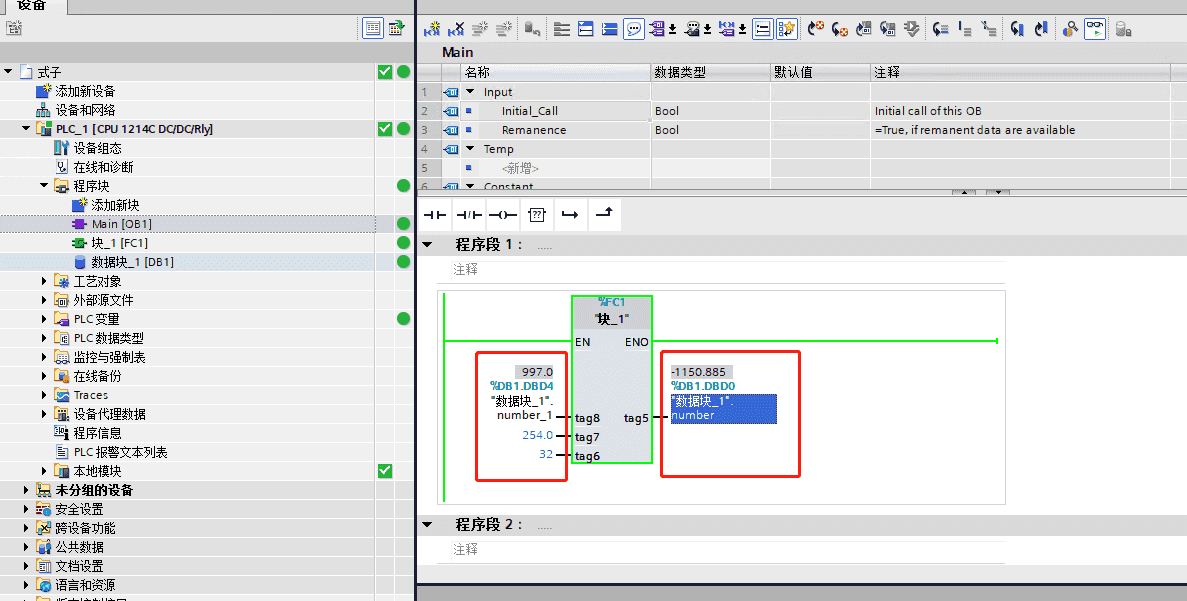 设备
式子
添加新设备
设备和网络
PLC_1 [CPU 1214C DC/DC/Rly]
设备组态
在线和诊断
程序块
添加新块
Main [OB1]
块_1 [FC1]
数据块_1 [DB1]
工艺对象
外部源文件
PLC 变量
PLC 数据类型
监控与强制表
在线备份
Traces
设备代理数据
程序信息
PLC 报警文本列表
本地模块
未分组的设备
安全设置
跨设备功能
公共数据
文档设置
语言和资源
Main
名称 数据类型 默认值 注释
1 Input
2 Initial_Call Bool Initial call of this OB
3 Remanence Bool =True, if remanent data are available
4 Temp
5 <新增>
6 Constant
程序段 1： .....
注释
%FC1
"块_1"
EN ENO
997.0 -1150.885
%DB1.DBD4 %DB1.DBD0
"数据块_1". "数据块_1".
number_1 tag8 tag5 number
254.0 tag7
32 tag6
程序段 2： .....
注释